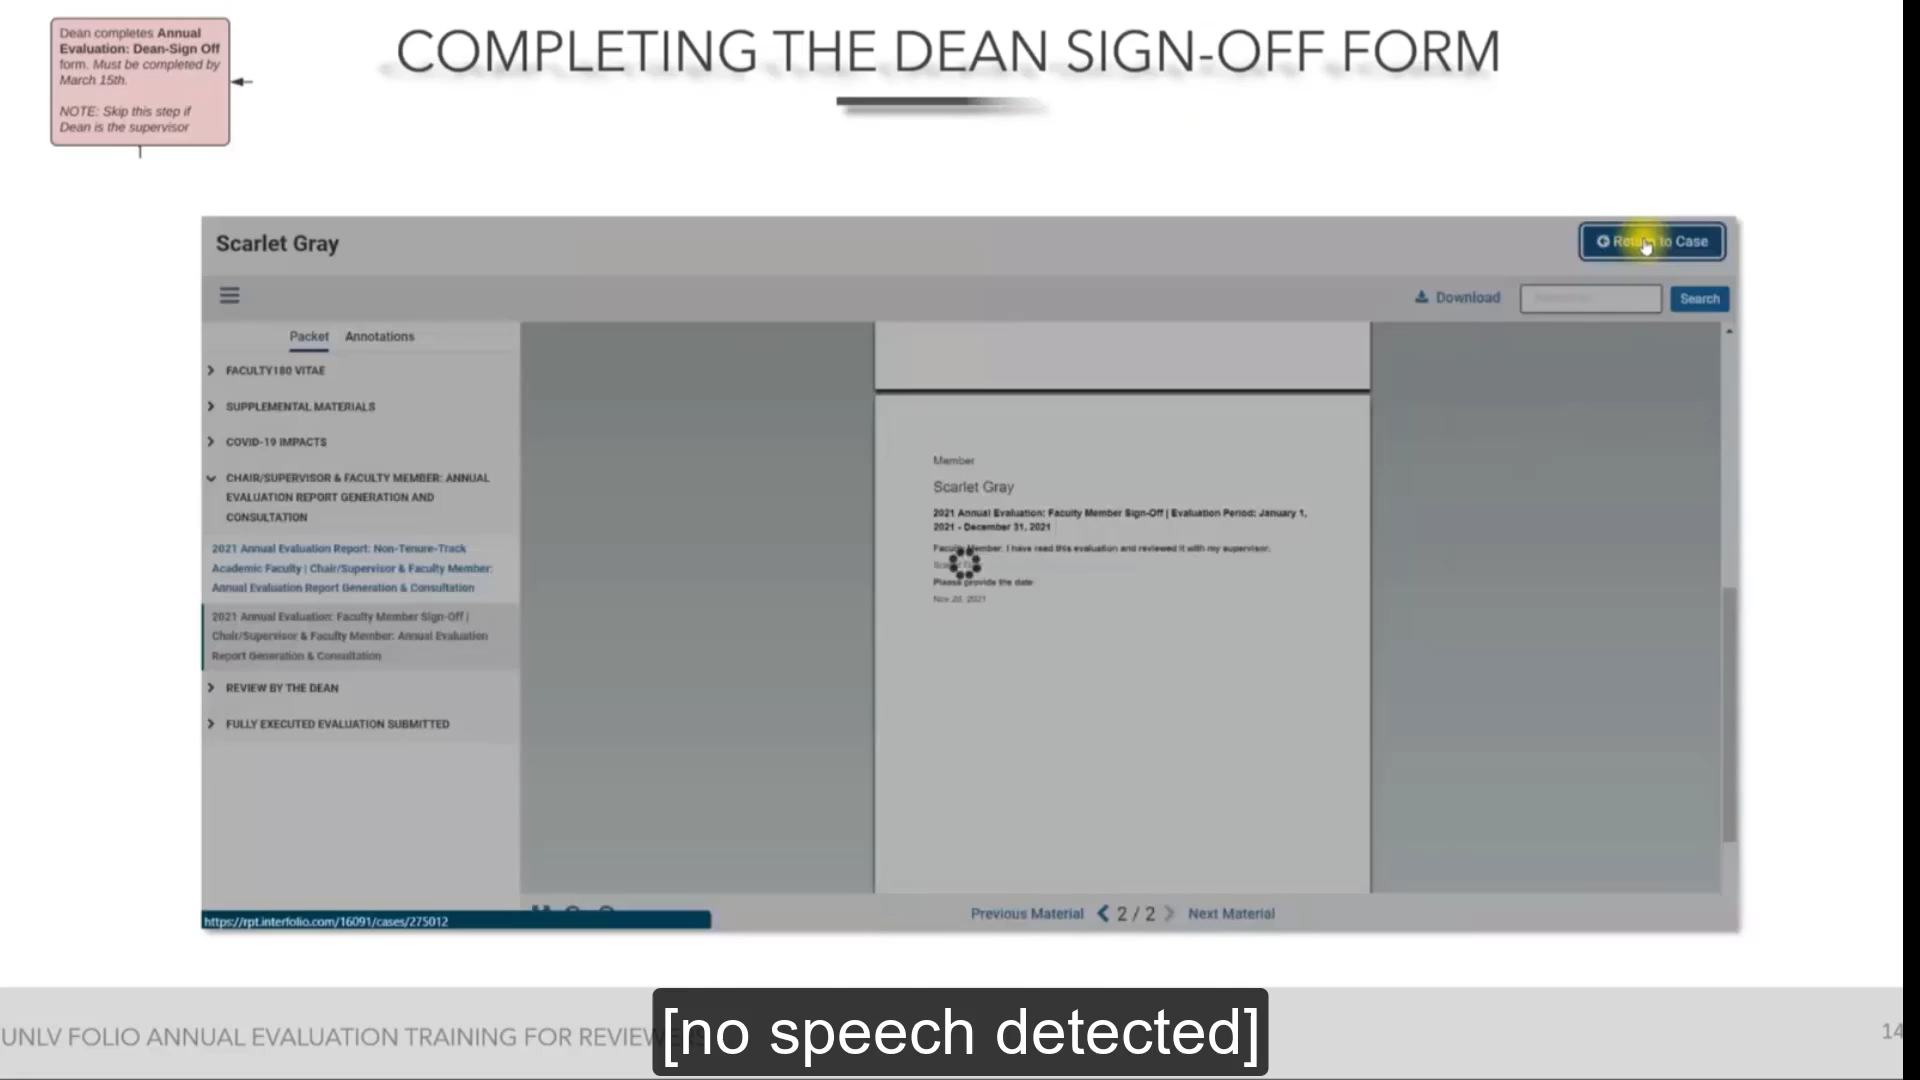 Dean completes Annual
Evaluation: Dean-Sign Off
form. Must be completed by
March 15th.
NOTE: Skip this step if
Dean is the supervisor
COMPLETING THE DEAN SIGN-OFF FORM
Scarlet Gray
Return to Case
Download
Search
Packet Annotations
FACULTY180 VITAE
SUPPLEMENTAL MATERIALS
COVID-19 IMPACTS
CHAIR/SUPERVISOR & FACULTY MEMBER: ANNUAL
EVALUATION REPORT GENERATION AND
CONSULTATION
2021 Annual Evaluation Report: Non-Tenure-Track
Academic Faculty | Chair/Supervisor & Faculty Member:
Annual Evaluation Report Generation & Consultation
2021 Annual Evaluation: Faculty Member Sign-Off |
Chair/Supervisor & Faculty Member: Annual Evaluation
Report Generation & Consultation
REVIEW BY THE DEAN
FULLY EXECUTED EVALUATION SUBMITTED
Member
Scarlet Gray
2021 Annual Evaluation: Faculty Member Sign-Off | Evaluation Period: January 1,
2021 - December 31, 2021
Faculty Member: I have read this evaluation and reviewed it with my supervisor.
Please provide the date
Nov 28, 2021
https://rpt.interfolio.com/16091/cases/275012
Previous Material 2 / 2 Next Material
UNLV FOLIO ANNUAL EVALUATION TRAINING FOR REVIEW
[no speech detected]
14